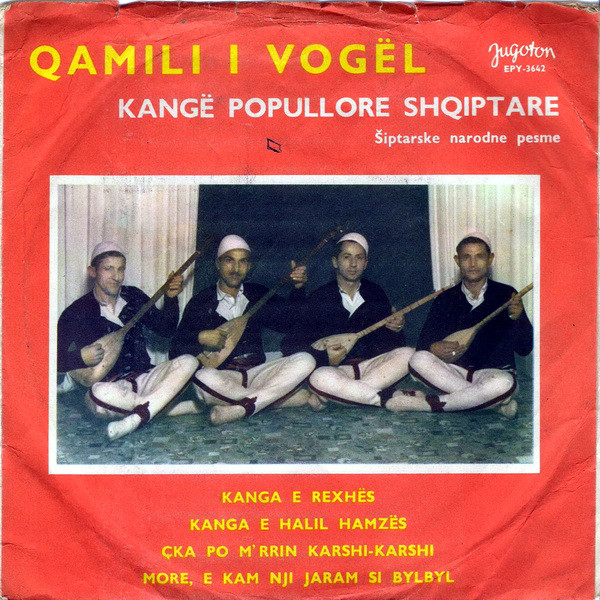 QAMILI I VOGËL
Jugoton
EPY-3642
KANGË POPULLORE SHQIPTARE
Šiptarske narodne pesme
KANGA E REXHËS
KANGA E HALIL HAMZËS
ÇKA PO M'RRIN KARSHI-KARSHI
MORE, E KAM NJI JARAM SI BYLBYL